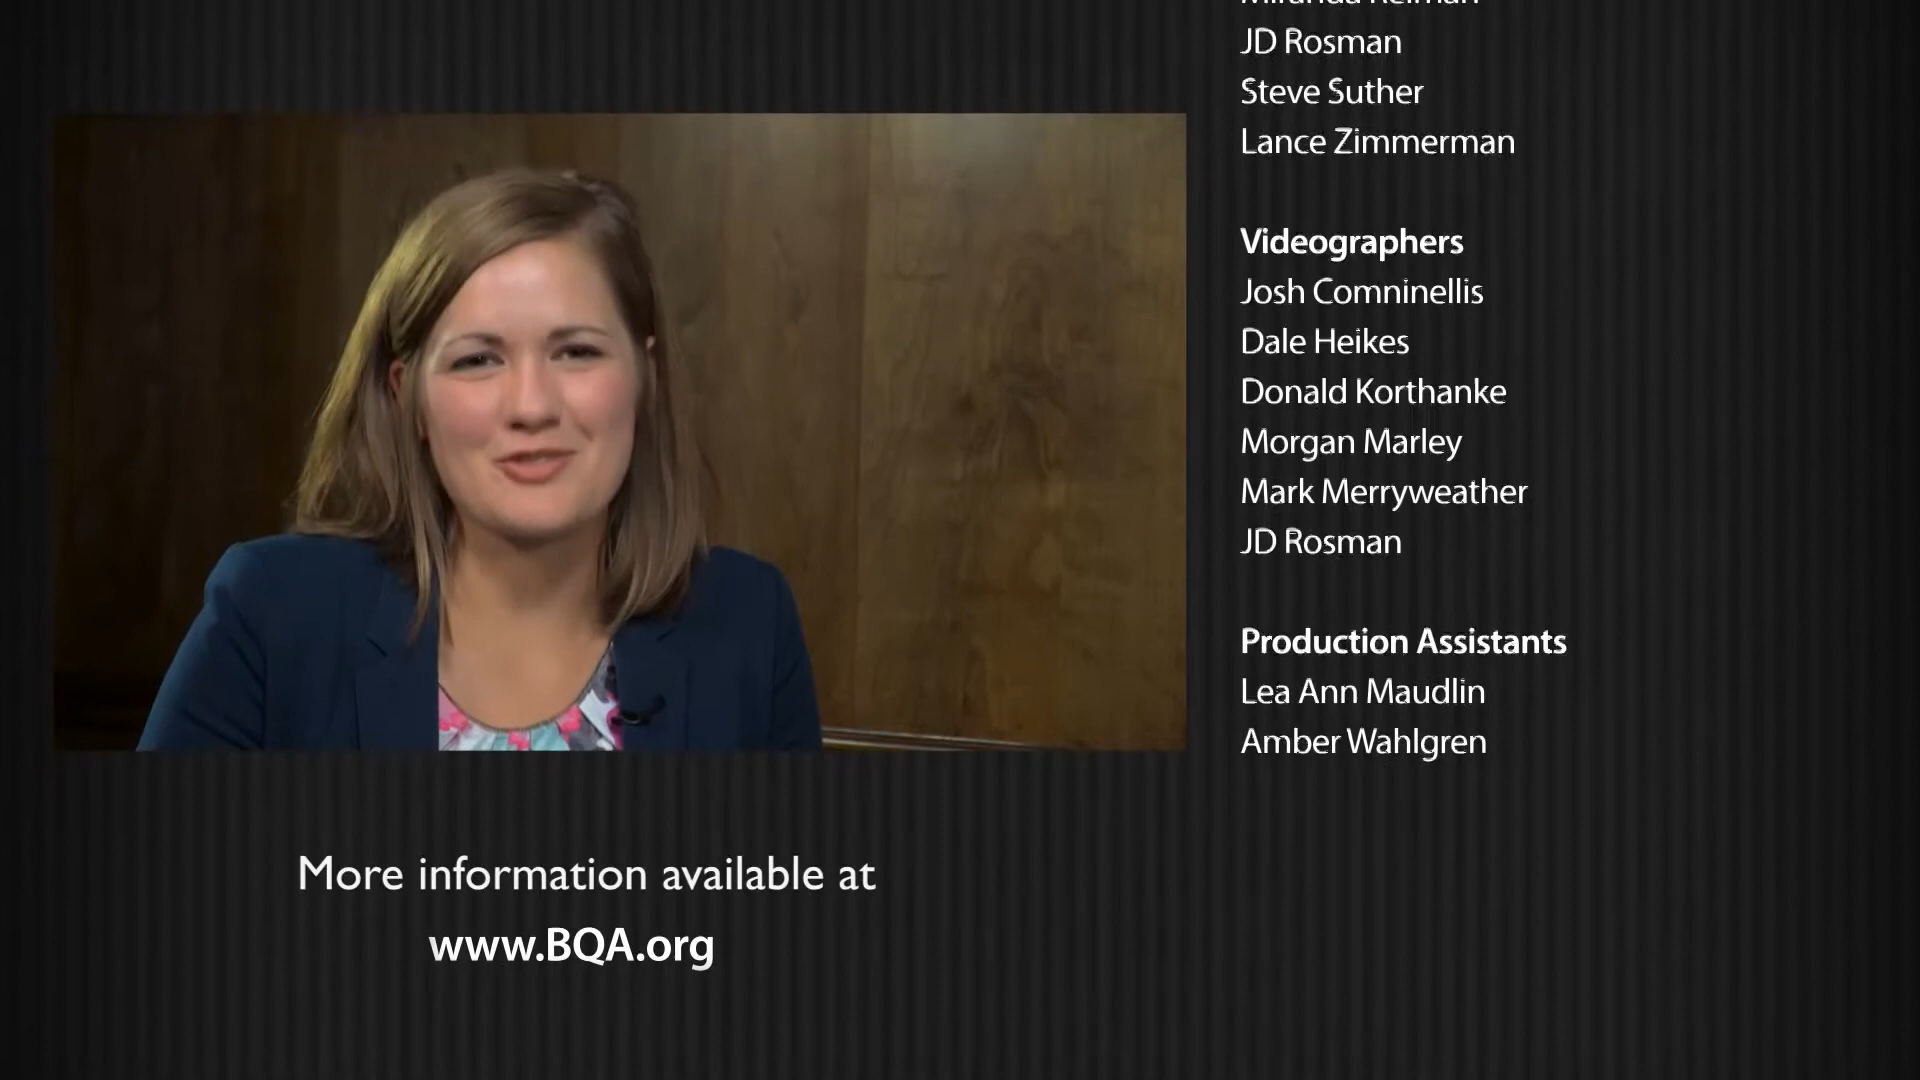 JD Rosman
Steve Suther
Lance Zimmerman
Videographers
Josh Comninellis
Dale Heikes
Donald Korthanke
Morgan Marley
Mark Merryweather
JD Rosman
Production Assistants
Lea Ann Maudlin
Amber Wahlgren
More information available at
www.BQA.org